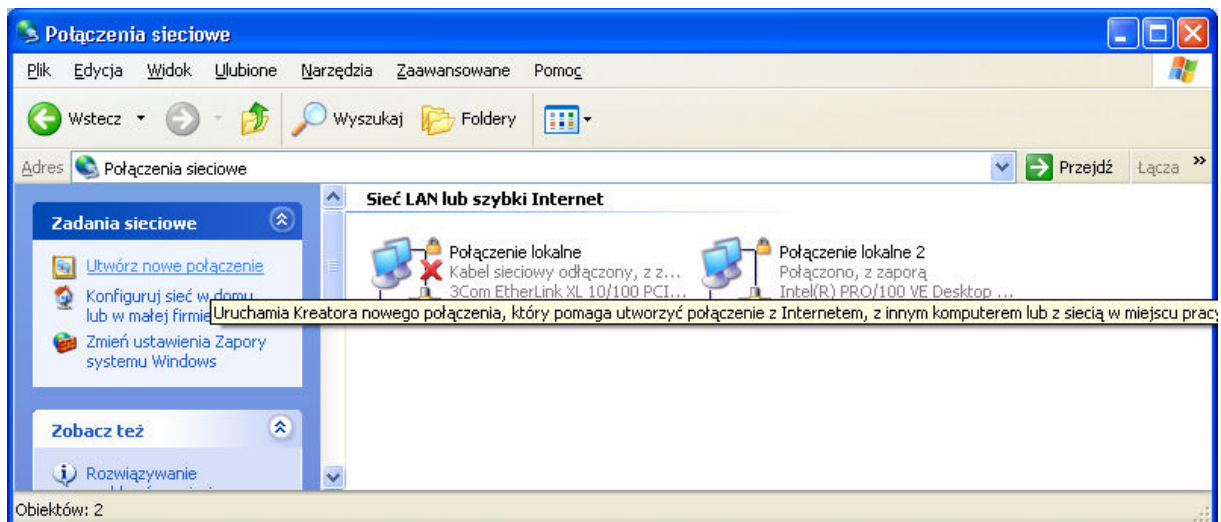 Połączenia sieciowe
Plik Edycja Widok Ulubione Narzędzia Zaawansowane Pomoc
Wstecz Wyszukaj Foldery
Adres Połączenia sieciowe Przejdź Łącza »
Zadania sieciowe
Utwórz nowe połączenie
Konfiguruj sieć w domu
lub w małej firmie
Zmień ustawienia Zapory
systemu Windows
Zobacz też
Rozwiązywanie
Sieć LAN lub szybki Internet
Połączenie lokalne
Kabel sieciowy odłączony, z z...
3Com EtherLink XL 10/100 PCI...
Połączenie lokalne 2
Połączono, z zaporą
Intel(R) PRO/100 VE Desktop ...
Uruchamia Kreatora nowego połączenia, który pomaga utworzyć połączenie z Internetem, z innym komputerem lub z siecią w miejscu pracy
Obiektów: 2